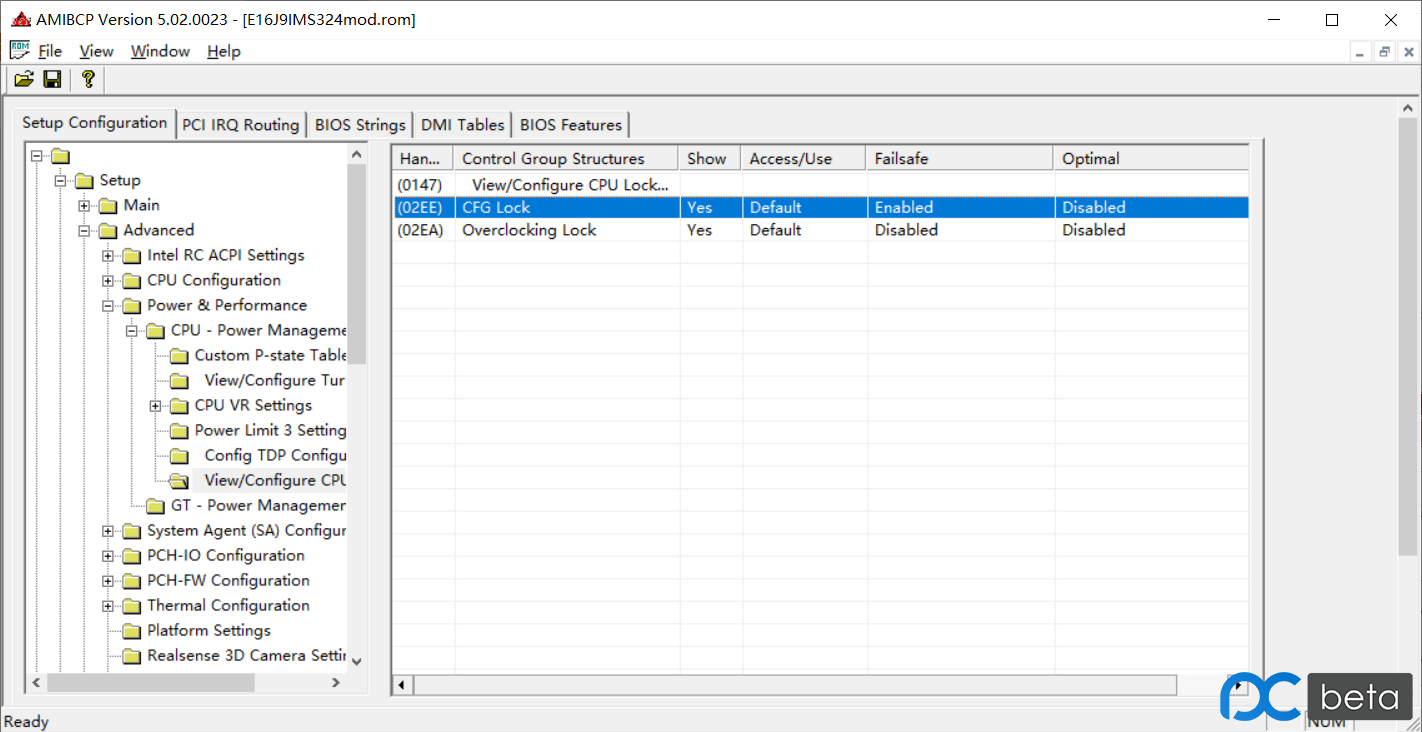 AMIBCP Version 5.02.0023 - [E16J9IMS324mod.rom]
File View Window Help
Setup Configuration PCI IRQ Routing BIOS Strings DMI Tables BIOS Features
Setup
Main
Advanced
Intel RC ACPI Settings
CPU Configuration
Power & Performance
CPU - Power Manageme
Custom P-state Table
View/Configure Tur
CPU VR Settings
Power Limit 3 Setting
Config TDP Configu
View/Configure CPU
GT - Power Managemen
System Agent (SA) Configur
PCH-IO Configuration
PCH-FW Configuration
Thermal Configuration
Platform Settings
Realsense 3D Camera Settin
Han... Control Group Structures Show Access/Use Failsafe Optimal
(0147) View/Configure CPU Lock...
(02EE) CFG Lock Yes Default Enabled Disabled
(02EA) Overclocking Lock Yes Default Disabled Disabled
pc beta
Ready NUM